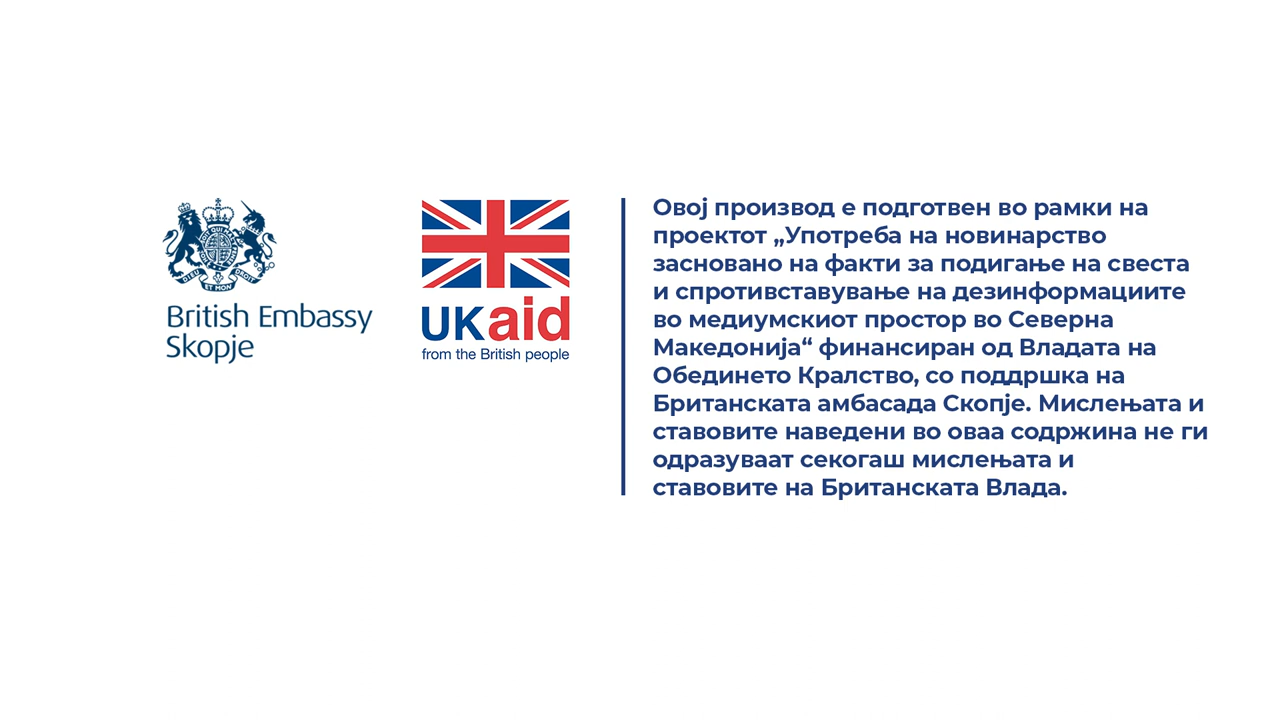 British Embassy
Skopje
UKaid
from the British people
Овој производ е подготвен во рамки на
проектот „Употреба на новинарство
засновано на факти за подигање на свеста
и спротивставување на дезинформациите
во медиумскиот простор во Северна
Македонија“ финансиран од Владата на
Обединето Кралство, со поддршка на
Британската амбасада Скопје. Мислењата и
ставовите наведени во оваа содржина не ги
одразуваат секогаш мислењата и
ставовите на Британската Влада.